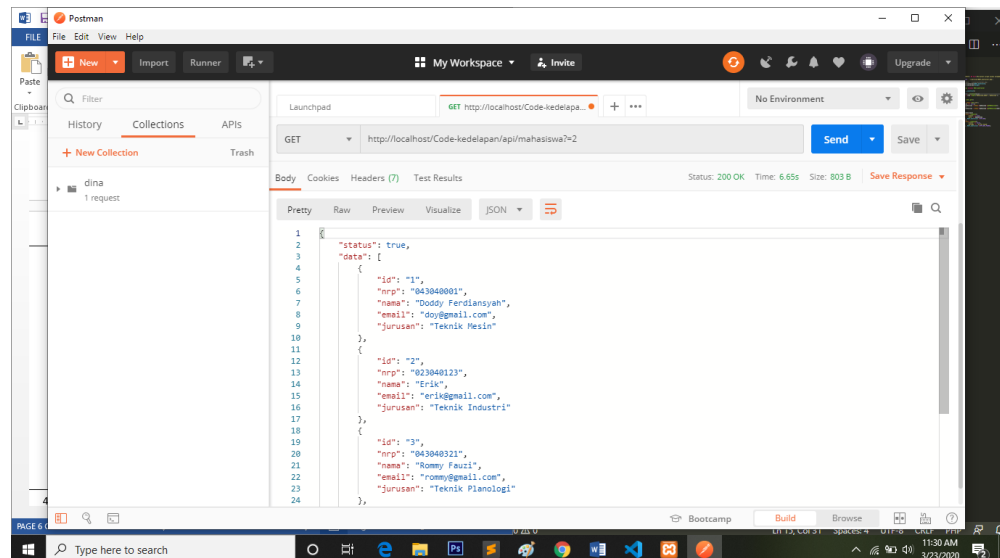 FILE
Paste
Clipboar
PAGE 6 O
Postman
File Edit View Help
New Import Runner My Workspace Invite Upgrade
Filter
History Collections APIs
+ New Collection Trash
dina
1 request
Launchpad GET http://localhost/Code-kedelapa... + ••• No Environment
GET http://localhost/Code-kedelapan/api/mahasiswa?=2 Send Save
Body Cookies Headers (7) Test Results Status: 200 OK Time: 6.65s Size: 803 B Save Response
Pretty Raw Preview Visualize JSON
1 {
2 "status": true,
3 "data": [
4 {
5 "id": "1",
6 "nrp": "043040001",
7 "nama": "Doddy Ferdiansyah",
8 "email": "doy@gmail.com",
9 "jurusan": "Teknik Mesin"
10 },
11 {
12 "id": "2",
13 "nrp": "023040123",
14 "nama": "Erik",
15 "email": "erik@gmail.com",
16 "jurusan": "Teknik Industri"
17 },
18 {
19 "id": "3",
20 "nrp": "043040321",
21 "nama": "Rommy Fauzi",
22 "email": "rommy@gmail.com",
23 "jurusan": "Teknik Planologi"
24 },
Bootcamp Build Browse
Type here to search
11:30 AM
3/23/2020